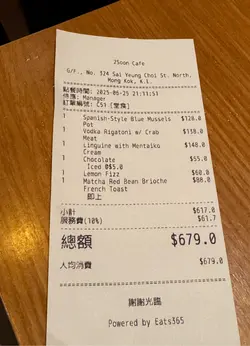 2Soon Cafe
G/F., No. 324 Sai Yeung Choi St. North,
Mong Kok, K.L.
點餐時間: 2025-06-25 21:11:51
侍應: Manager
訂單編號: C51 [堂食]
1 Spanish-Style Blue Mussels $128.0
Pot
1 Vodka Rigatoni w/ Crab $138.0
Meat
1 Linguine with Mentaiko $148.0
Cream
1 Chocolate $55.0
Iced 0$5.0
1 Lemon Fizz $60.0
1 Matcha Red Bean Brioche $88.0
French Toast
即上
小計 $617.0
服務費(10%) $61.7
總額 $679.0
人均消費 $679.0
謝謝光臨
Powered by Eats365